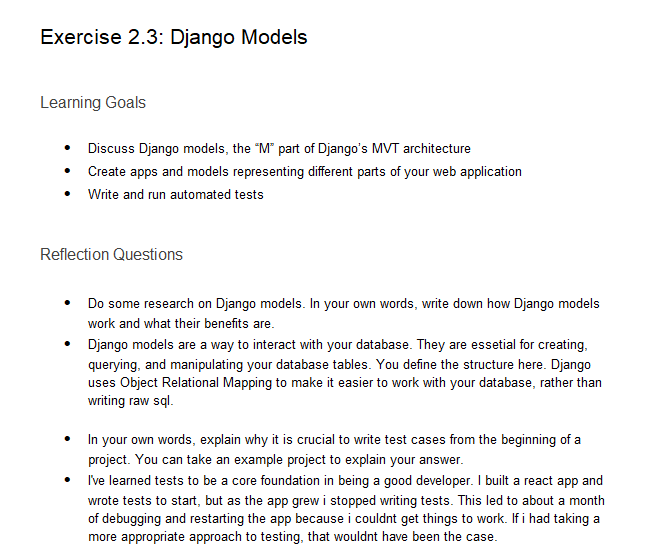 Exercise 2.3: Django Models
Learning Goals
• Discuss Django models, the “M” part of Django’s MVT architecture
• Create apps and models representing different parts of your web application
• Write and run automated tests
Reflection Questions
• Do some research on Django models. In your own words, write down how Django models
work and what their benefits are.
• Django models are a way to interact with your database. They are essetial for creating,
querying, and manipulating your database tables. You define the structure here. Django
uses Object Relational Mapping to make it easier to work with your database, rather than
writing raw sql.
• In your own words, explain why it is crucial to write test cases from the beginning of a
project. You can take an example project to explain your answer.
• I've learned tests to be a core foundation in being a good developer. I built a react app and
wrote tests to start, but as the app grew i stopped writing tests. This led to about a month
of debugging and restarting the app because i couldnt get things to work. If i had taking a
more appropriate approach to testing, that wouldnt have been the case.